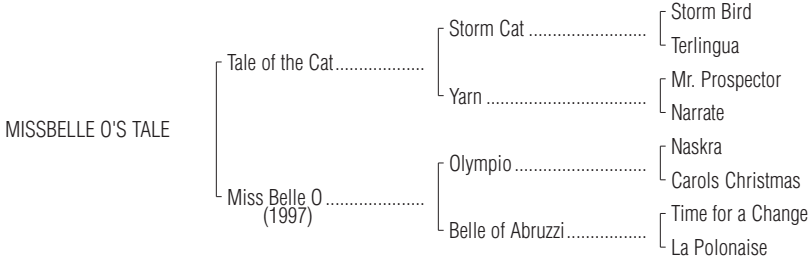 Storm Bird
Storm Cat ..........................
Terlingua
Tale of the Cat....................
Mr. Prospector
Yarn ...................................
Narrate
MISSBELLE O'S TALE
Naskra
Olympio .............................
Carols Christmas
Miss Belle O ......................
(1997)
Time for a Change
Belle of Abruzzi.................
La Polonaise